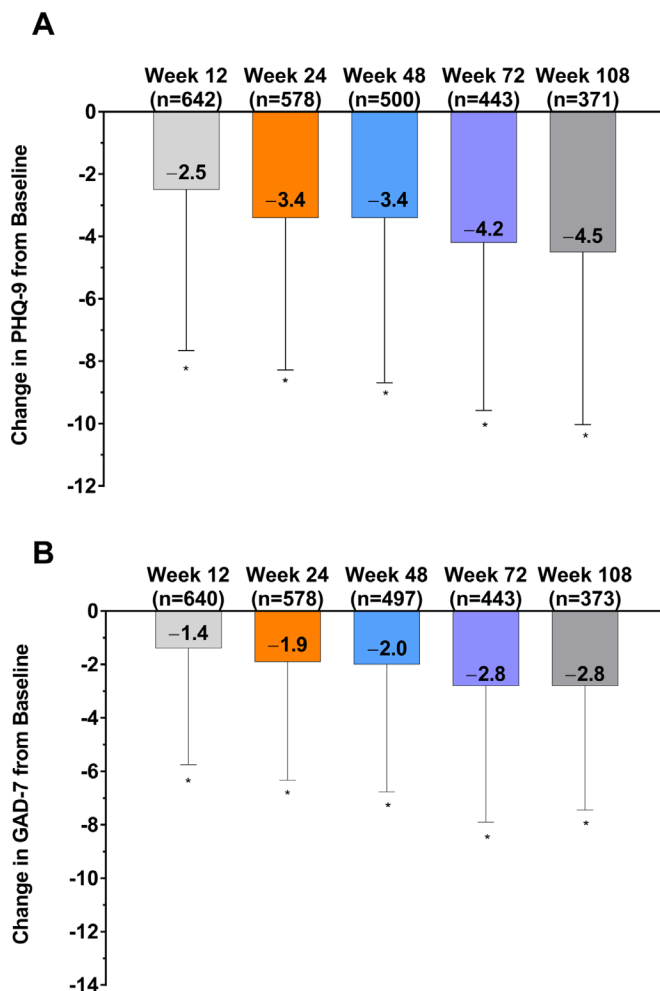 A
Week 12 Week 24 Week 48 Week 72 Week 108
(n=642) (n=578) (n=500) (n=443) (n=371)
Change in PHQ-9 from Baseline
0
-2
-4
-6
-8
-10
-12
−2.5
−3.4
−3.4
−4.2
−4.5
* * * * *
B
Week 12 Week 24 Week 48 Week 72 Week 108
(n=640) (n=578) (n=497) (n=443) (n=373)
Change in GAD-7 from Baseline
0
-2
-4
-6
-8
-10
-12
-14
−1.4
−1.9
−2.0
−2.8
−2.8
* * * * *